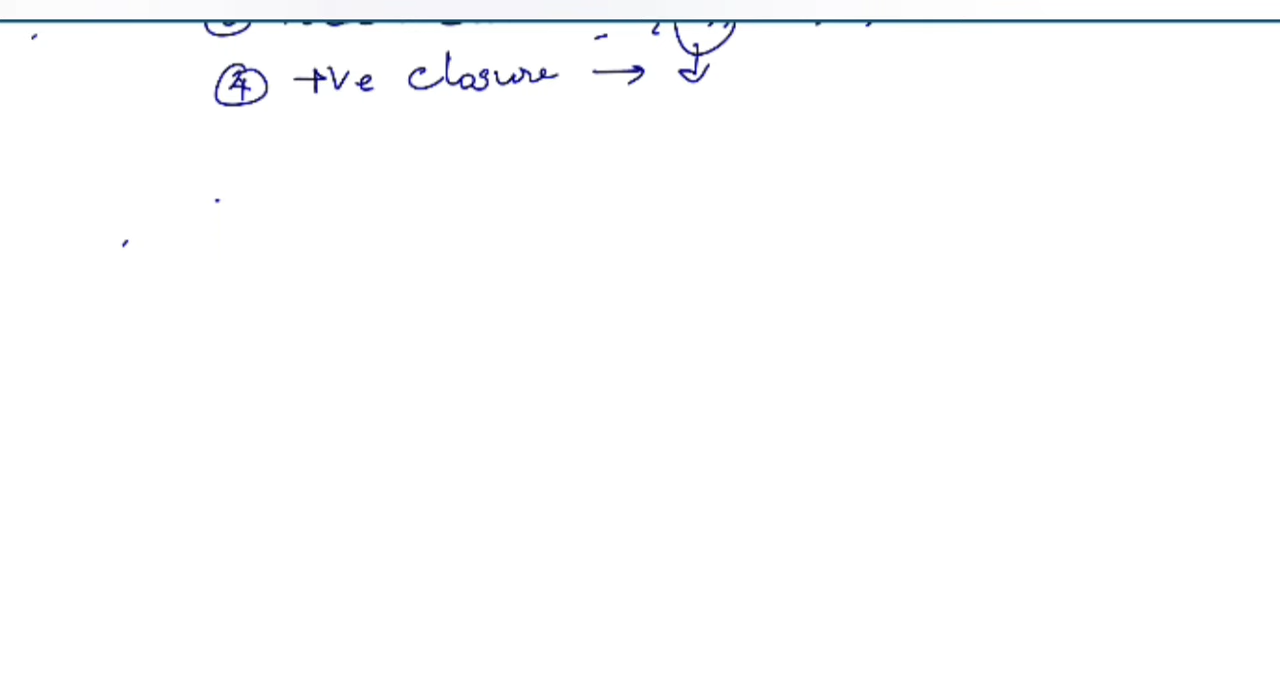 ④ +ve closure → ↓